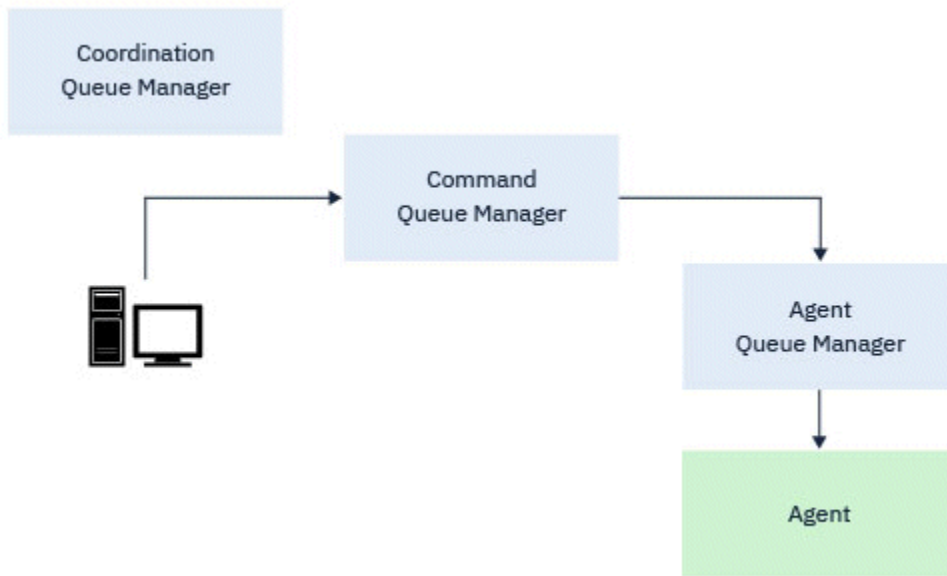 Coordination
Queue Manager
Command
Queue Manager
Agent
Queue Manager
Agent